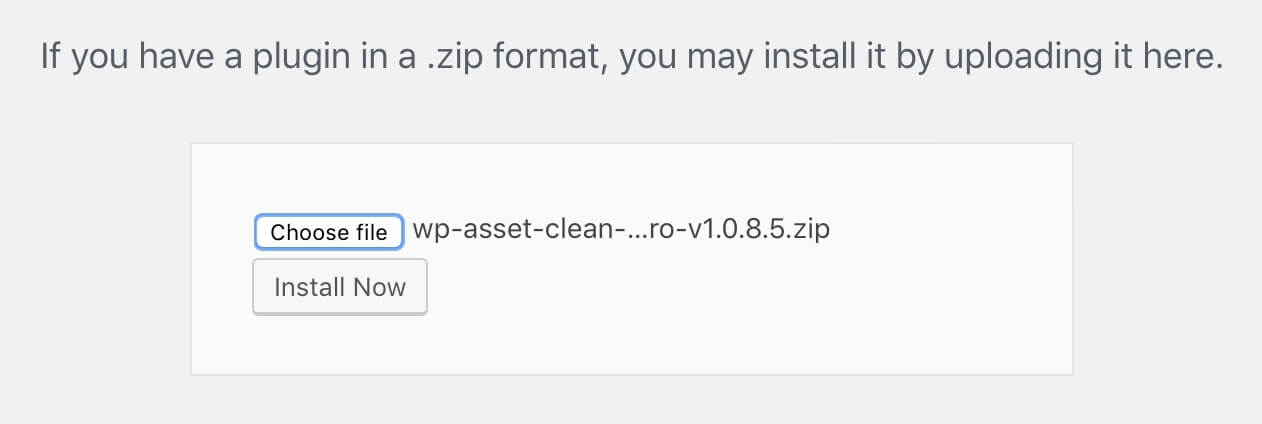 If you have a plugin in a .zip format, you may install it by uploading it here.
Choose file wp-asset-clean-...ro-v1.0.8.5.zip
Install Now